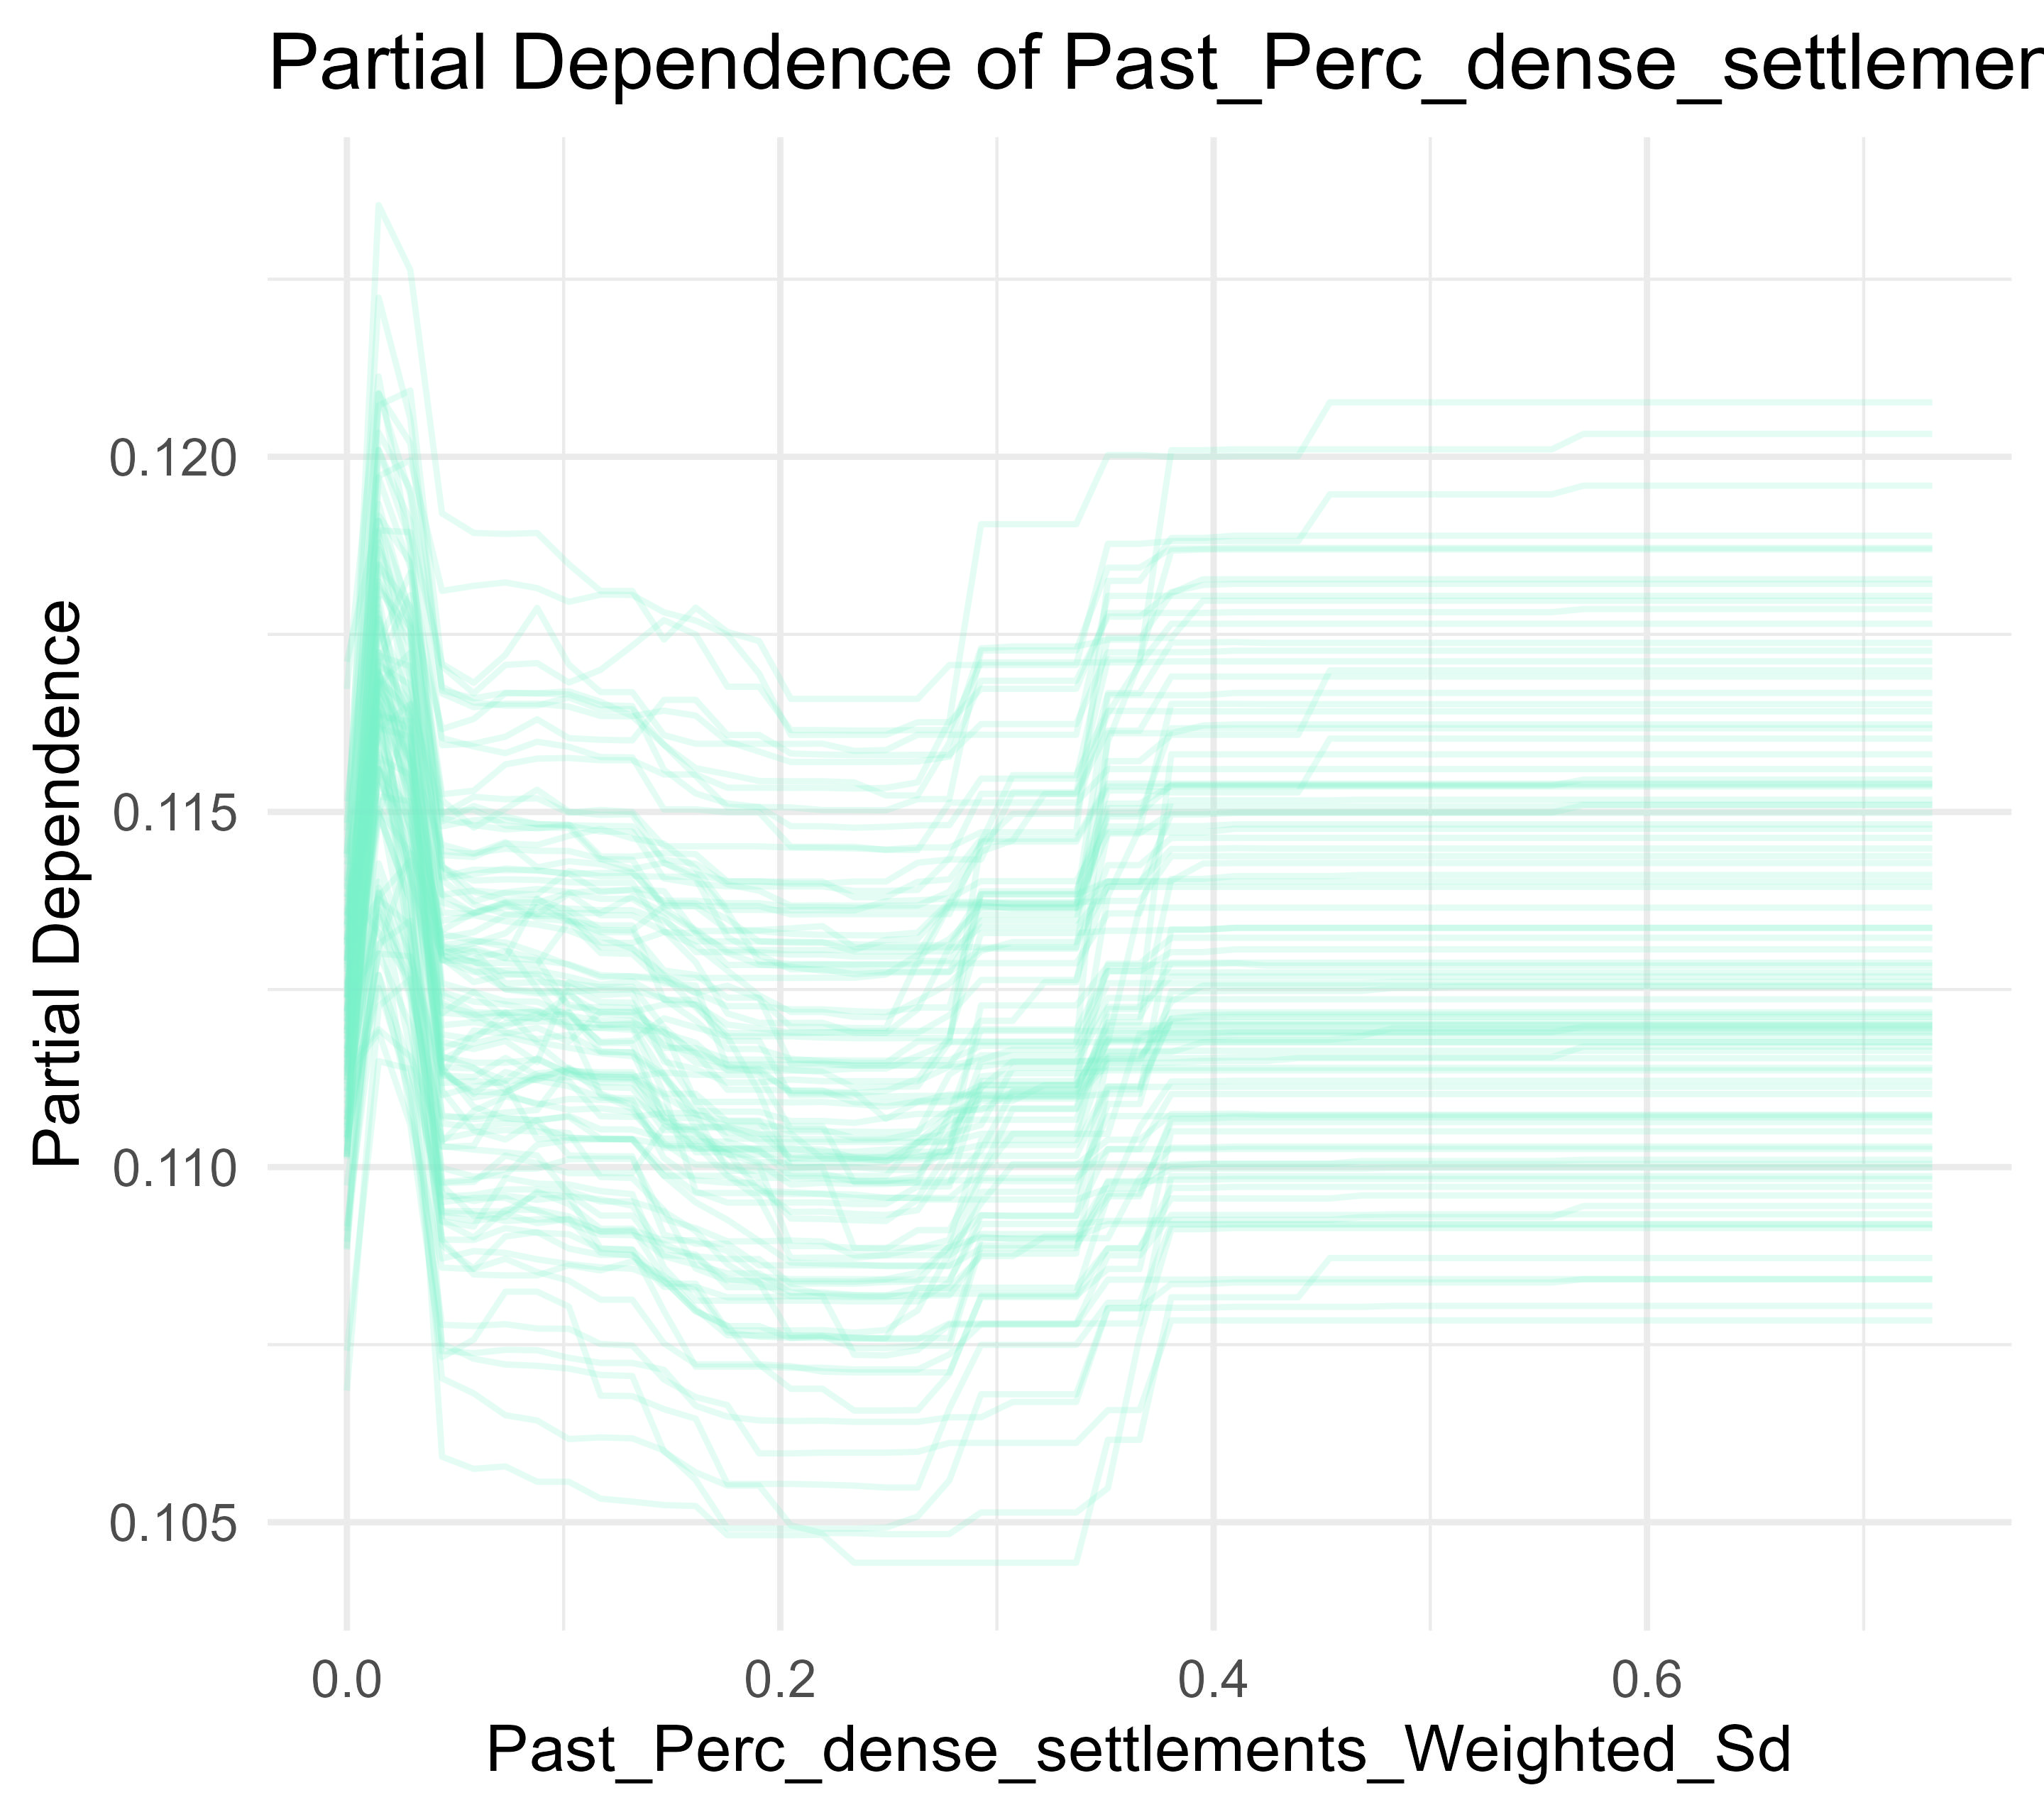 Partial Dependence of Past_Perc_dense_settlemen
Partial Dependence
0.120
0.115
0.110
0.105
0.0 0.2 0.4 0.6
Past_Perc_dense_settlements_Weighted_Sd